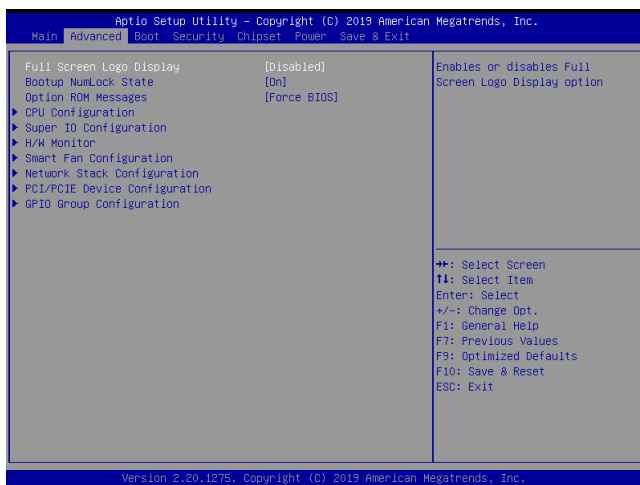 Aptio Setup Utility – Copyright (C) 2019 American Megatrends, Inc.
Main Advanced Boot Security Chipset Power Save & Exit
Full Screen Logo Display [Disabled]
Bootup NumLock State [On]
Option ROM Messages [Force BIOS]
CPU Configuration
Super IO Configuration
H/W Monitor
Smart Fan Configuration
Network Stack Configuration
PCI/PCIE Device Configuration
GPIO Group Configuration
Enables or disables Full
Screen Logo Display option
→←: Select Screen
↑↓: Select Item
Enter: Select
+/-: Change Opt.
F1: General Help
F7: Previous Values
F9: Optimized Defaults
F10: Save & Reset
ESC: Exit
Version 2.20.1275. Copyright (C) 2019 American Megatrends, Inc.